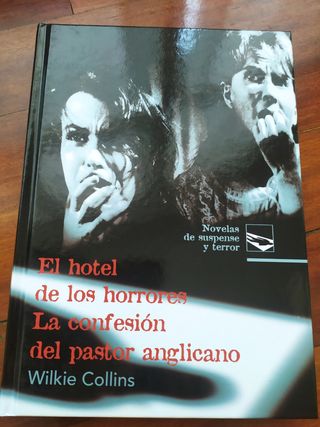 Novelas
de suspense
y terror
El hotel
de los horrores
La confesión
del pastor anglicano
Wilkie Collins